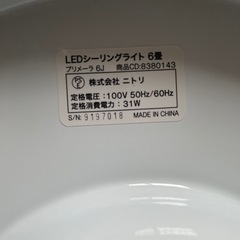 LEDシーリングライト 6畳
プリメーラ 6J 商品CD:8380143
株式会社 ニトリ
定格電圧：100V 50Hz/60Hz
定格消費電力：31W
S/N: 9197018 MADE IN CHINA